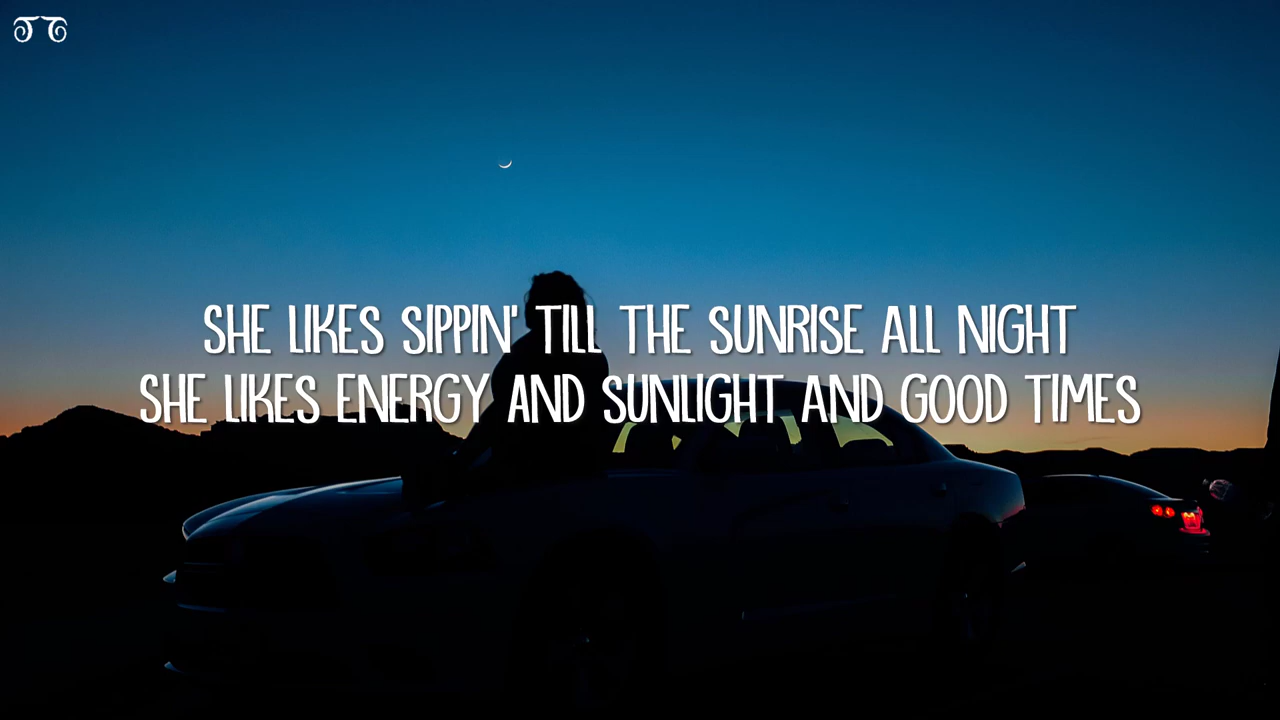 SHE LIKES SIPPIN' TILL THE SUNRISE ALL NIGHT
SHE LIKES ENERGY AND SUNLIGHT AND GOOD TIMES